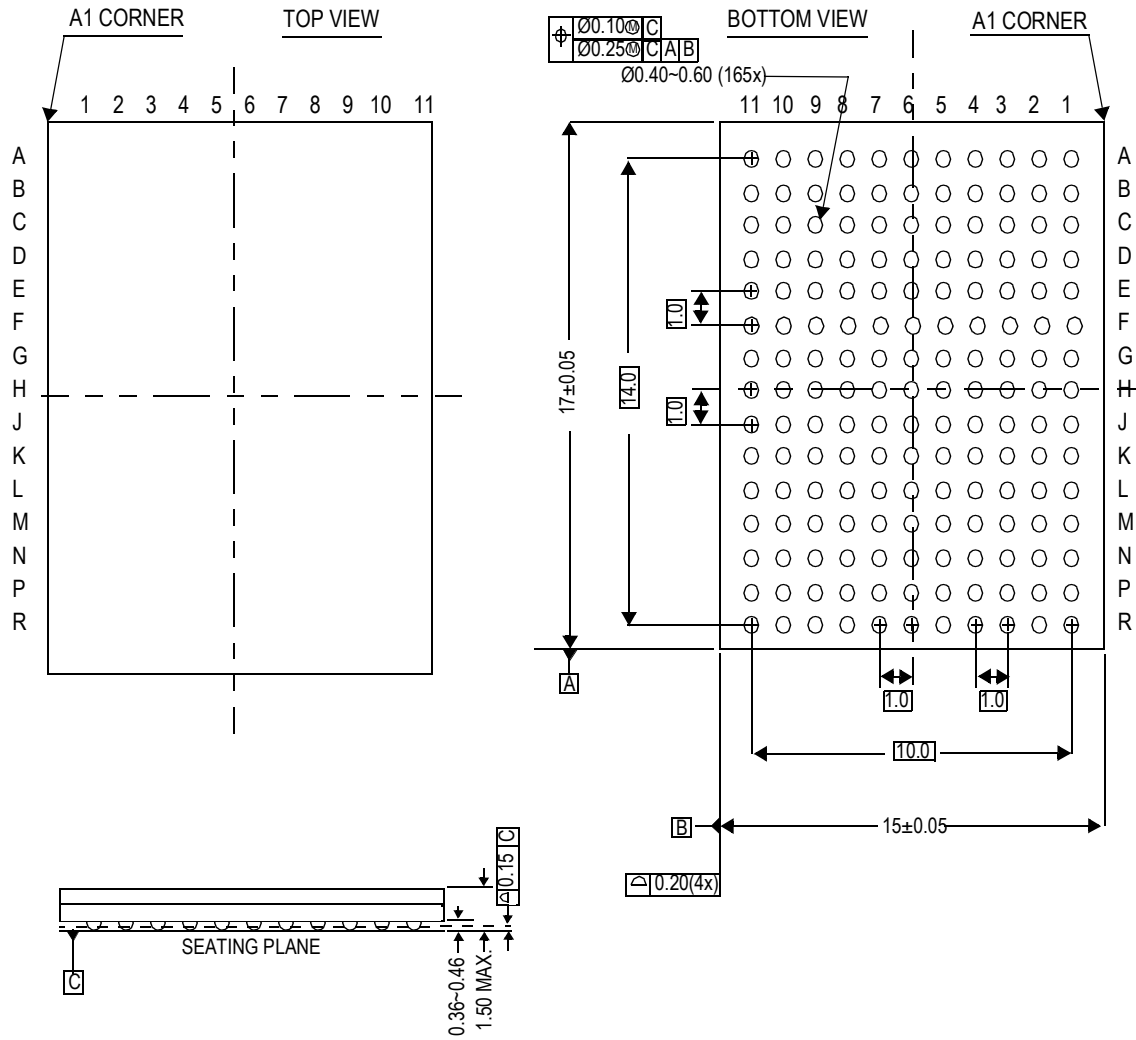 A1 CORNER
TOP VIEW
1 2 3 4 5 6 7 8 9 10 11
A
B
C
D
E
F
G
H
J
K
L
M
N
P
R
Ø0.10Ⓜ C
Ø0.25Ⓜ C A B
Ø0.40~0.60 (165x)
BOTTOM VIEW
A1 CORNER
11 10 9 8 7 6 5 4 3 2 1
A
B
C
D
E
F
G
H
J
K
L
M
N
P
R
1.0
1.0
14.0
17±0.05
A
1.0
1.0
10.0
B
15±0.05
0.20(4x)
0.15 C
SEATING PLANE
C
0.36~0.46
1.50 MAX.